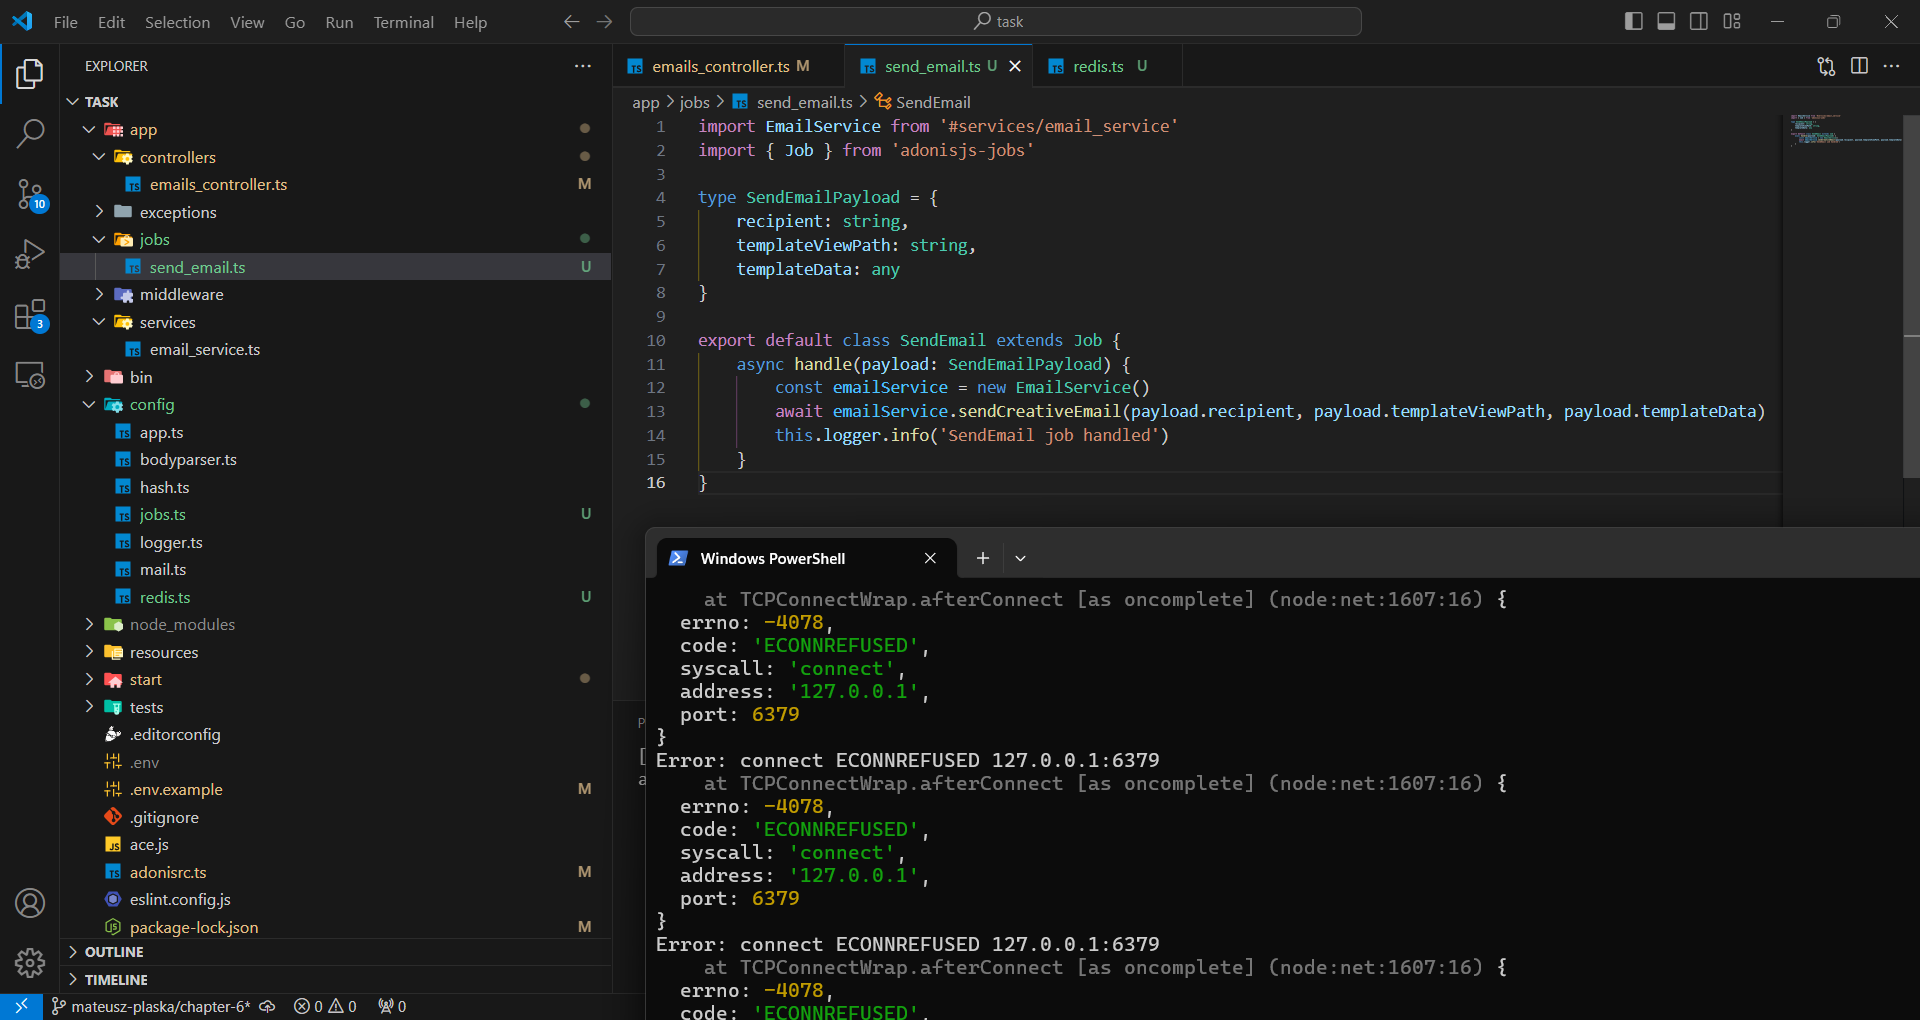 File Edit Selection View Go Run Terminal Help
task
EXPLORER
TASK
app
controllers
emails_controller.ts M
exceptions
jobs
send_email.ts U
middleware
services
email_service.ts
bin
config
app.ts
bodyparser.ts
hash.ts
jobs.ts U
logger.ts
mail.ts
redis.ts U
node_modules
resources
start
tests
.editorconfig
.env
.env.example M
.gitignore
ace.js
adonisrc.ts M
eslint.config.js
package-lock.json M
OUTLINE
TIMELINE
10
3
emails_controller.ts M
send_email.ts U
redis.ts U
app > jobs > send_email.ts > SendEmail
1 import EmailService from '#services/email_service'
2 import { Job } from 'adonisjs-jobs'
3
4 type SendEmailPayload = {
5 recipient: string,
6 templateViewPath: string,
7 templateData: any
8 }
9
10 export default class SendEmail extends Job {
11 async handle(payload: SendEmailPayload) {
12 const emailService = new EmailService()
13 await emailService.sendCreativeEmail(payload.recipient, payload.templateViewPath, payload.templateData)
14 this.logger.info('SendEmail job handled')
15 }
16 }
Windows PowerShell
at TCPConnectWrap.afterConnect [as oncomplete] (node:net:1607:16) {
errno: -4078,
code: 'ECONNREFUSED',
syscall: 'connect',
address: '127.0.0.1',
port: 6379
}
Error: connect ECONNREFUSED 127.0.0.1:6379
at TCPConnectWrap.afterConnect [as oncomplete] (node:net:1607:16) {
errno: -4078,
code: 'ECONNREFUSED',
syscall: 'connect',
address: '127.0.0.1',
port: 6379
}
Error: connect ECONNREFUSED 127.0.0.1:6379
at TCPConnectWrap.afterConnect [as oncomplete] (node:net:1607:16) {
errno: -4078,
code: 'ECONNREFUSED',
mateusz-plaska/chapter-6* 0 0 0